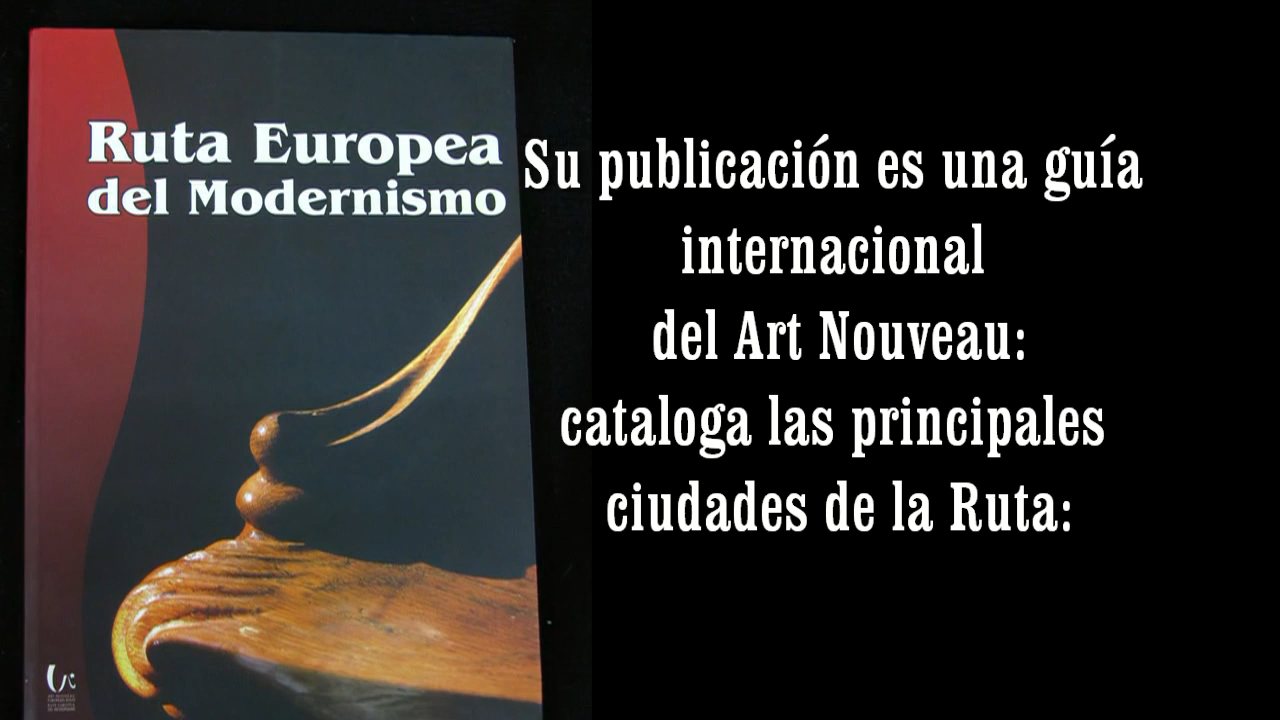 Ruta Europea
del Modernismo
Su publicación es una guía
internacional
del Art Nouveau:
cataloga las principales
ciudades de la Ruta: